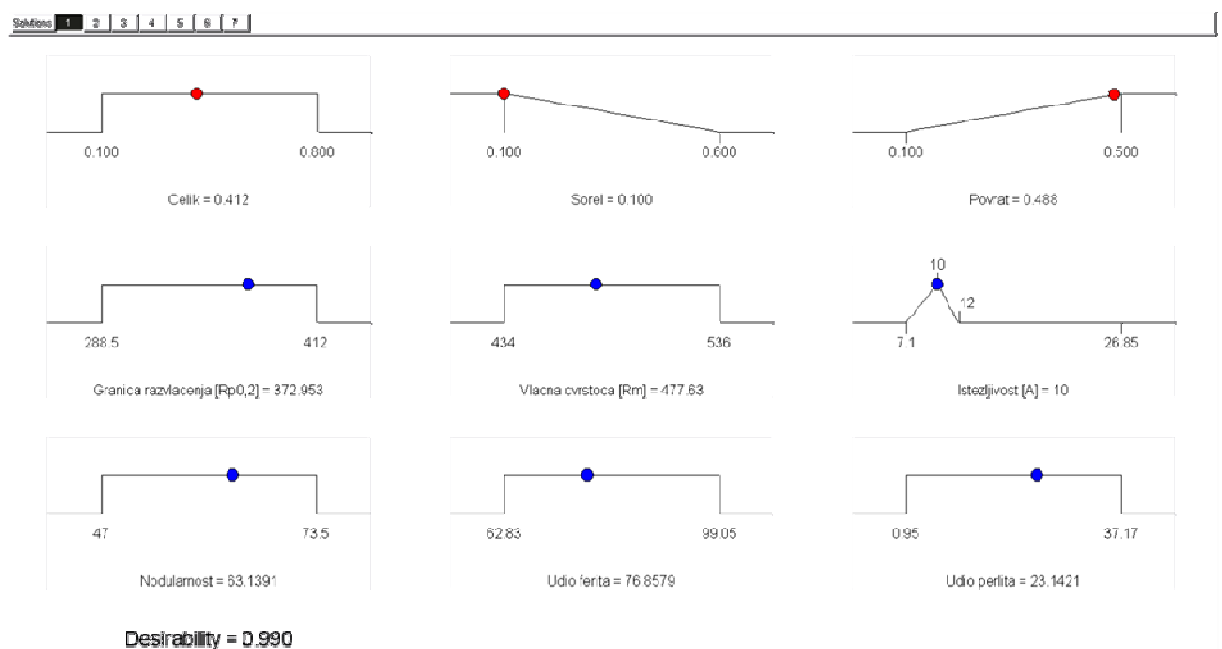 Solutions 1 2 3 4 5 6 7
0.100 0.800
Celik = 0.412
0.100 0.600
Sorel = 0.100
0.100 0.500
Povrat = 0.488
288.5 412
Granica razvlacenja [Rp0,2] = 372.953
434 536
Vlacna cvrstoca [Rm] = 477.63
10
12
7.1 26.85
Istezljivost [A] = 10
47 73.5
Nodularnost = 63.1391
62.83 99.05
Udio ferita = 76.8579
0.95 37.17
Udio perlita = 23.1421
Desirability = 0.990